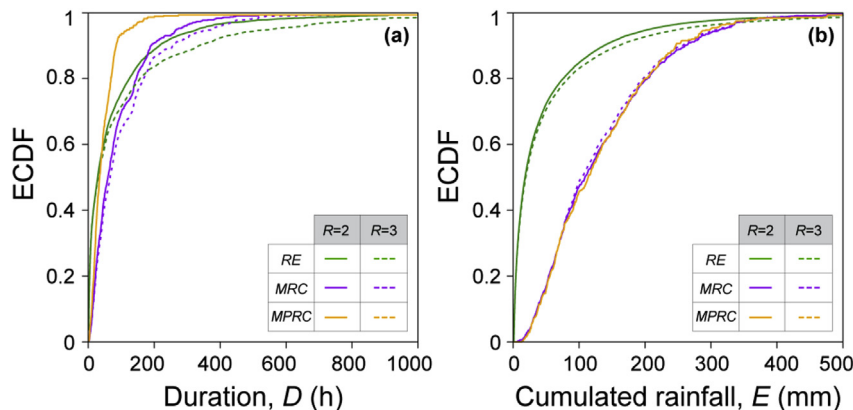 1
(a)
0.8
0.6
0.4
0.2
0
ECDF
R=2 R=3
RE
MRC
MPRC
0 200 400 600 800 1000
Duration, D (h)
1
(b)
0.8
0.6
0.4
0.2
0
ECDF
R=2 R=3
RE
MRC
MPRC
0 100 200 300 400 500
Cumulated rainfall, E (mm)